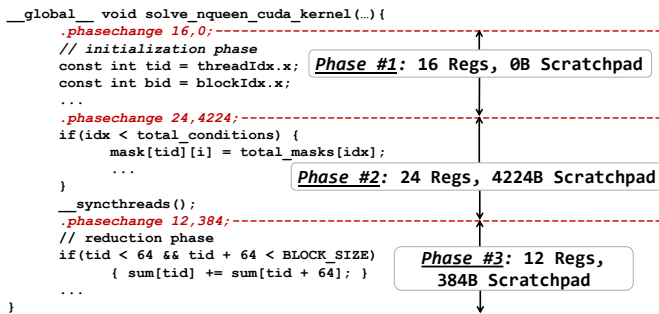 __global__ void solve_nqueen_cuda_kernel(…){
.phasechange 16,0;
// initialization phase
const int tid = threadIdx.x;
const int bid = blockIdx.x;
...
.phasechange 24,4224;
if(idx < total_conditions) {
mask[tid][i] = total_masks[idx];
...
}
__syncthreads();
.phasechange 12,384;
// reduction phase
if(tid < 64 && tid + 64 < BLOCK_SIZE)
{ sum[tid] += sum[tid + 64]; }
...
}
Phase #1: 16 Regs, 0B Scratchpad
Phase #2: 24 Regs, 4224B Scratchpad
Phase #3: 12 Regs,
384B Scratchpad